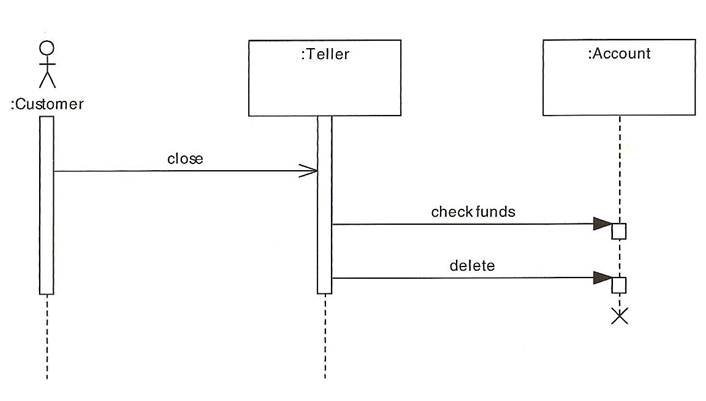 :Customer
:Teller
:Account
close
check funds
delete